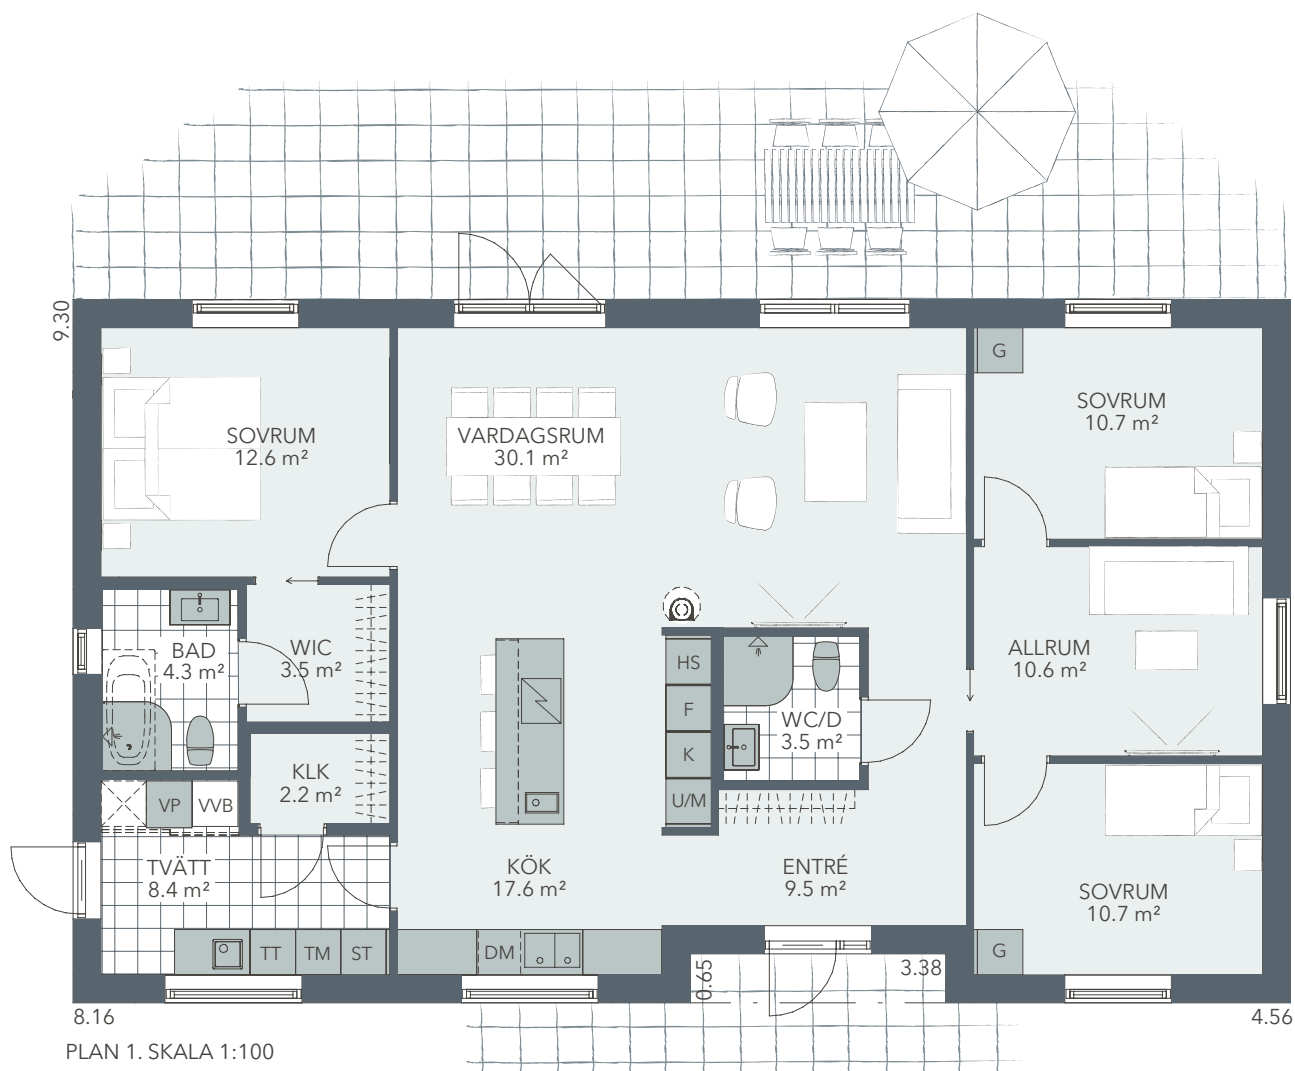 9.30
G
SOVRUM
10.7 m²
SOVRUM
12.6 m²
VARDAGSRUM
30.1 m²
BAD
4.3 m²
WIC
3.5 m²
HS
F
K
U/M
WC/D
3.5 m²
ALLRUM
10.6 m²
KLK
2.2 m²
VP
VVB
TVÄTT
8.4 m²
KÖK
17.6 m²
ENTRÉ
9.5 m²
SOVRUM
10.7 m²
TT
TM
ST
DM
G
0.65
3.38
8.16
4.56
PLAN 1. SKALA 1:100